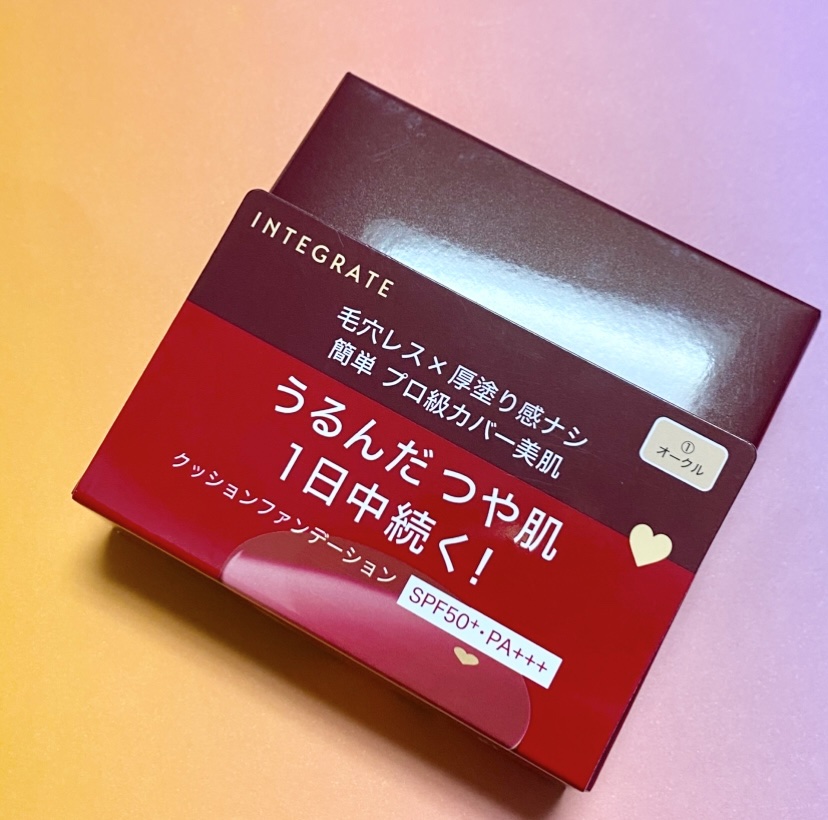 INTEGRATE
毛穴レス×厚塗り感ナシ
簡単 プロ級カバー美肌
①
オークル
うるんだつや肌
1日中続く!
クッションファンデーション
SPF50+・PA+++